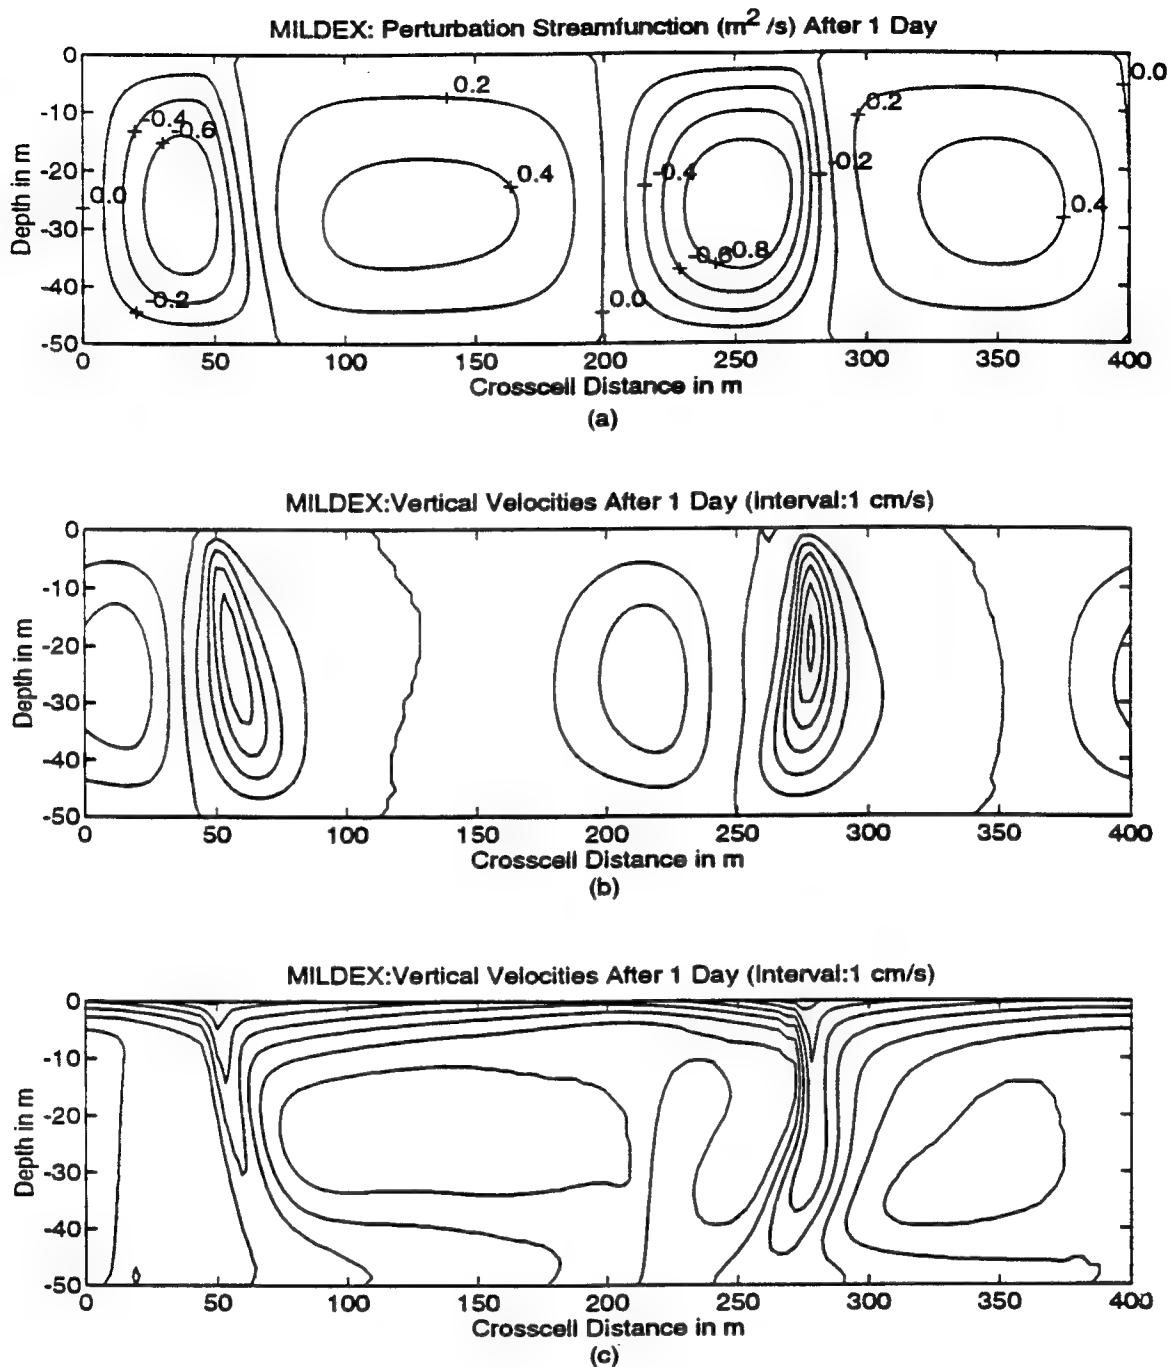 MILDEX: Perturbation Streamfunction (m2 /s) After 1 Day
0
-10
-20
-30
-40
-50
Depth in m
0.0
-0.4
-0.6
-0.2
0.2
0.4
-0.4
-0.6
-0.8
0.0
-0.2
0.2
0.4
0.0
0 50 100 150 200 250 300 350 400
Crosscell Distance in m
(a)
MILDEX:Vertical Velocities After 1 Day (Interval:1 cm/s)
0
-10
-20
-30
-40
-50
Depth in m
0 50 100 150 200 250 300 350 400
Crosscell Distance in m
(b)
MILDEX:Vertical Velocities After 1 Day (Interval:1 cm/s)
0
-10
-20
-30
-40
-50
Depth in m
0 50 100 150 200 250 300 350 400
Crosscell Distance in m
(c)